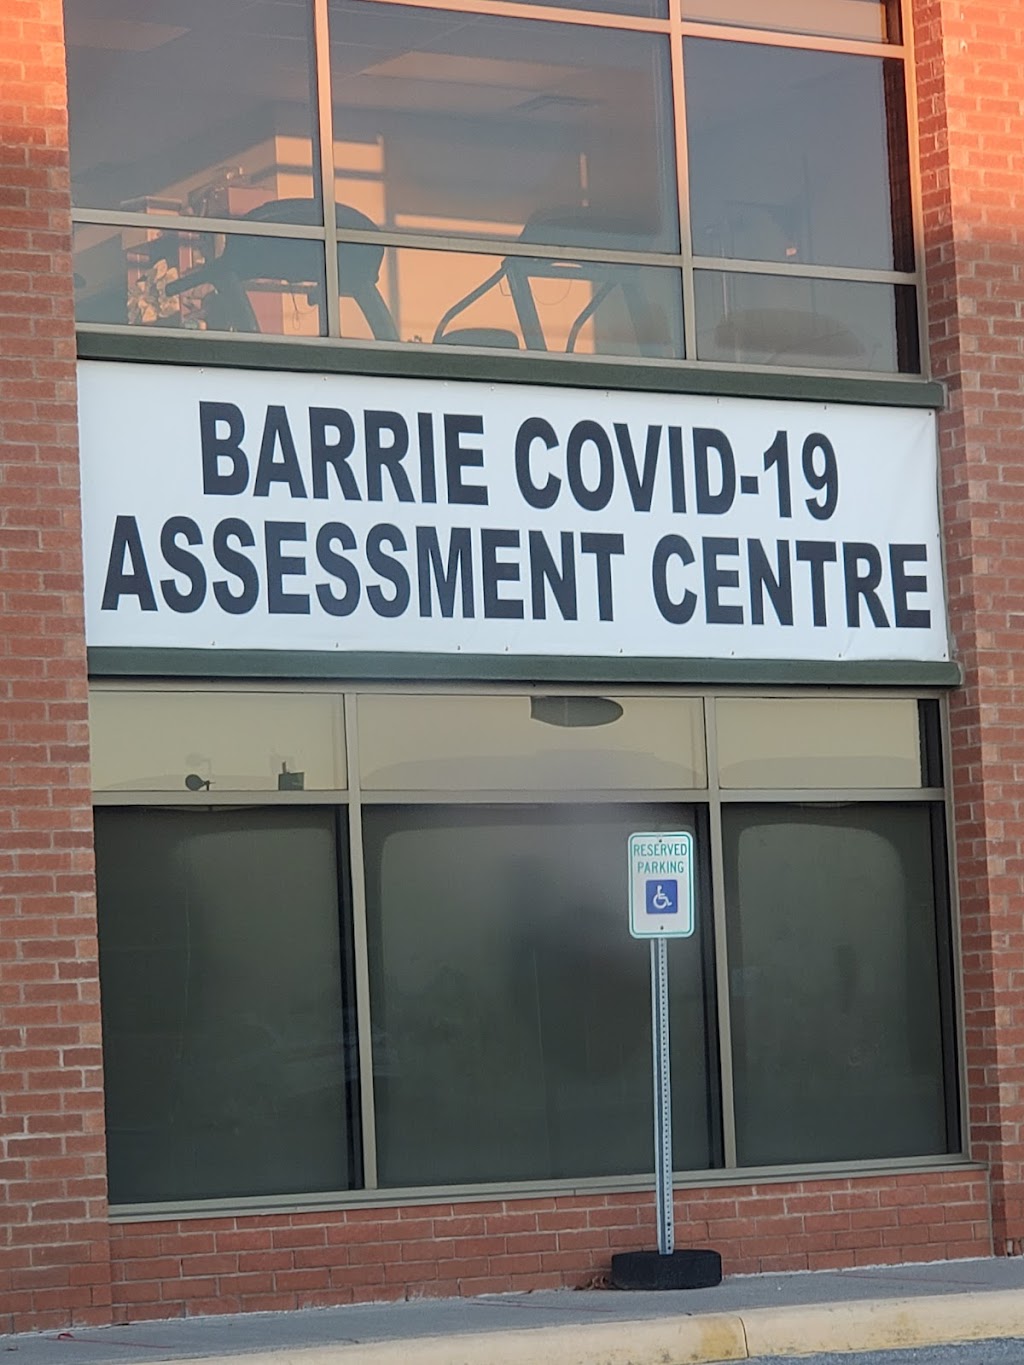 BARRIE COVID-19
ASSESSMENT CENTRE
RESERVED
PARKING